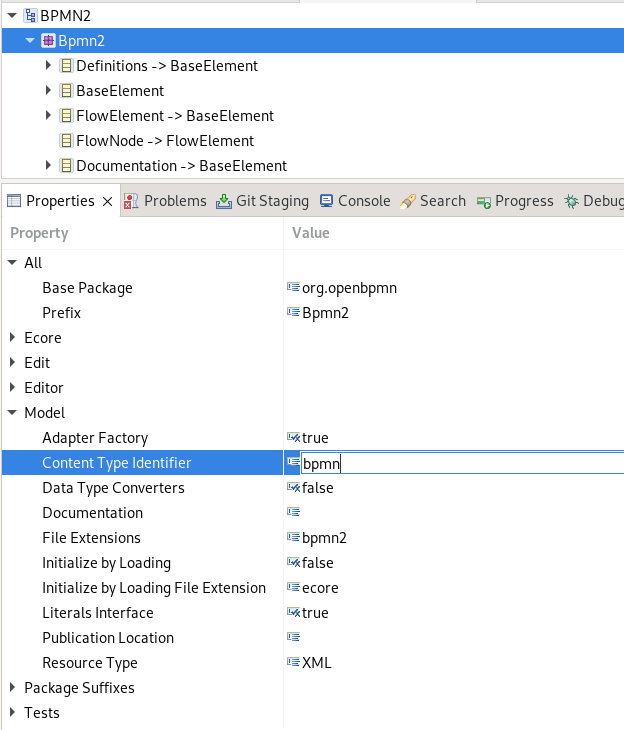 BPMN2
Bpmn2
Definitions -> BaseElement
BaseElement
FlowElement -> BaseElement
FlowNode -> FlowElement
Documentation -> BaseElement
Properties Problems Git Staging Console Search Progress Debug
Property Value
All
Base Package org.openbpmn
Prefix Bpmn2
Ecore
Edit
Editor
Model
Adapter Factory true
Content Type Identifier bpmn
Data Type Converters false
Documentation
File Extensions bpmn2
Initialize by Loading false
Initialize by Loading File Extension ecore
Literals Interface true
Publication Location
Resource Type XML
Package Suffixes
Tests